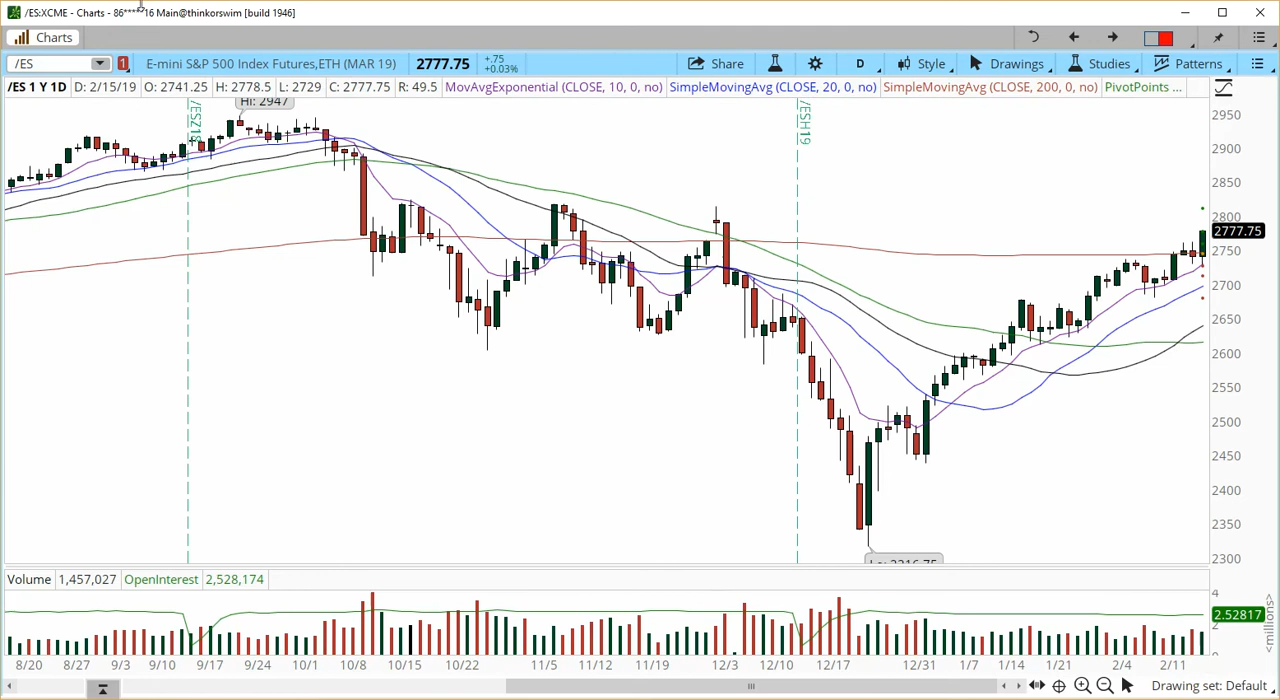 /ES:XCME - Charts - 86****16 Main@thinkorswim [build 1946]
Charts
/ES 1 E-mini S&P 500 Index Futures,ETH (MAR 19) 2777.75 +.75 +0.03% Share D Style Drawings Studies Patterns
/ES 1 Y 1D D: 2/15/19 O: 2741.25 H: 2778.5 L: 2729 C: 2777.75 R: 49.5 MovAvgExponential (CLOSE, 10, 0, no) SimpleMovingAvg (CLOSE, 20, 0, no) SimpleMovingAvg (CLOSE, 200, 0, no) PivotPoints ...
Hi: 2947
/ESZ18
/ESH19
2950
2900
2850
2800
2777.75
2750
2700
2650
2600
2550
2500
2450
2400
2350
2300
Lo: 2316.75
Volume 1,457,027 OpenInterest 2,528,174
4
2.52817
2
<millions>
8/20 8/27 9/3 9/10 9/17 9/24 10/1 10/8 10/15 10/22 11/5 11/12 11/19 12/3 12/10 12/17 12/31 1/7 1/14 1/21 2/4 2/11
Drawing set: Default